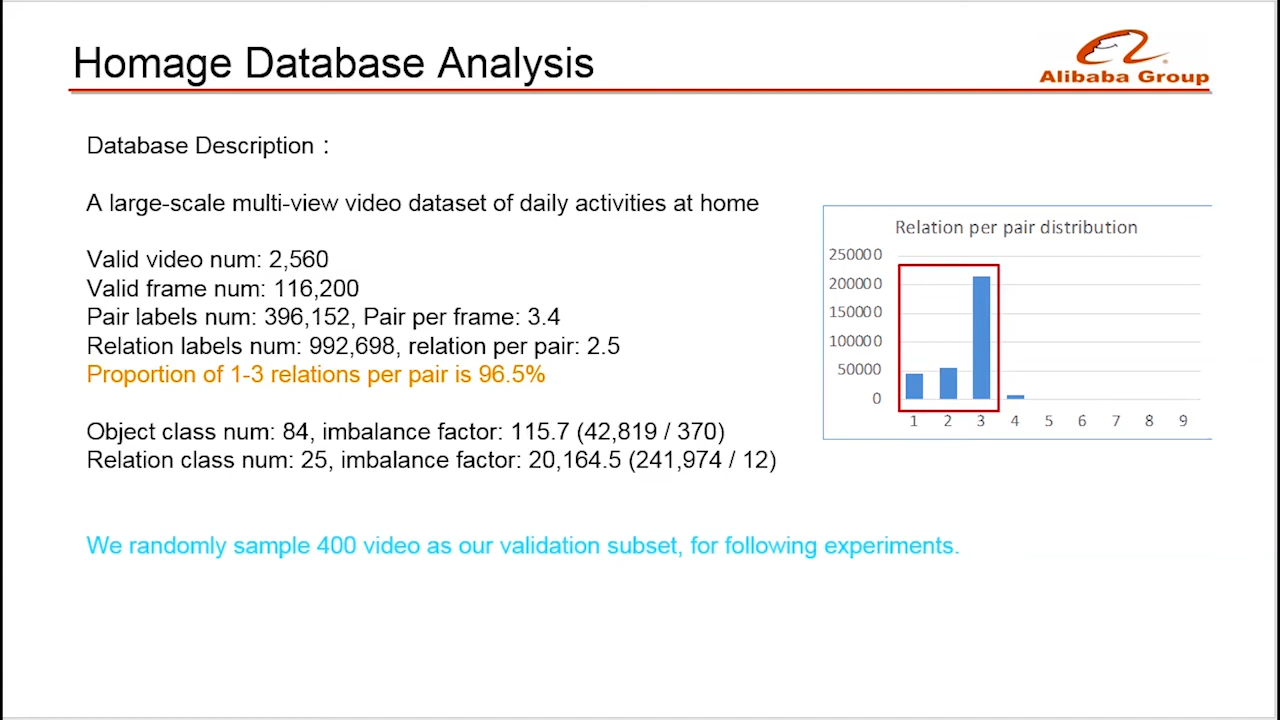 Homage Database Analysis
Alibaba Group
Database Description：
A large-scale multi-view video dataset of daily activities at home
Valid video num: 2,560
Valid frame num: 116,200
Pair labels num: 396,152, Pair per frame: 3.4
Relation labels num: 992,698, relation per pair: 2.5
Proportion of 1-3 relations per pair is 96.5%
Object class num: 84, imbalance factor: 115.7 (42,819 / 370)
Relation class num: 25, imbalance factor: 20,164.5 (241,974 / 12)
Relation per pair distribution
250000
200000
150000
100000
50000
0
1 2 3 4 5 6 7 8 9
We randomly sample 400 video as our validation subset, for following experiments.